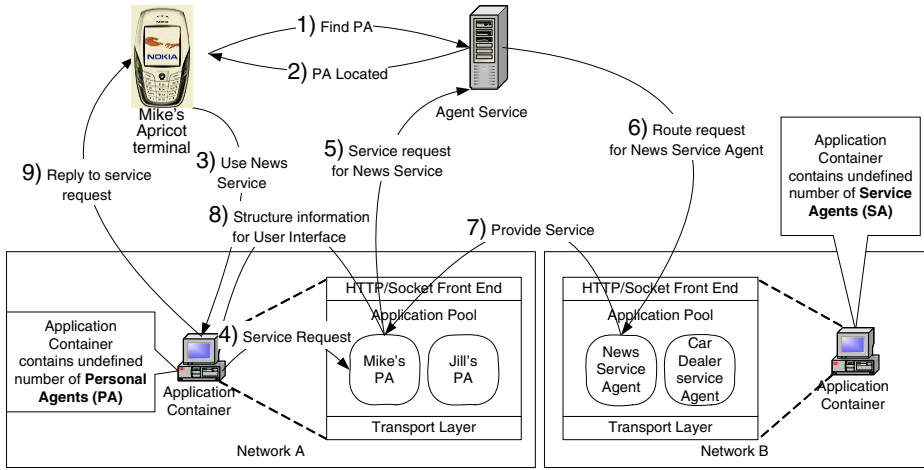 1) Find PA
2) PA Located
NOKIA
Mike's
Apricot
terminal
Agent Service
3) Use News
Service
5) Service request
for News Service
6) Route request
for News Service Agent
Application
Container
contains undefined
number of Service
Agents (SA)
9) Reply to service
request
8) Structure information
for User Interface
7) Provide Service
HTTP/Socket Front End
Application Pool
4) Service Request
Mike's
PA
Jill's
PA
Transport Layer
Application
Container
contains undefined
number of Personal
Agents (PA)
Application
Container
Network A
HTTP/Socket Front End
Application Pool
News
Service
Agent
Car
Dealer
service
Agent
Transport Layer
Application
Container
Network B